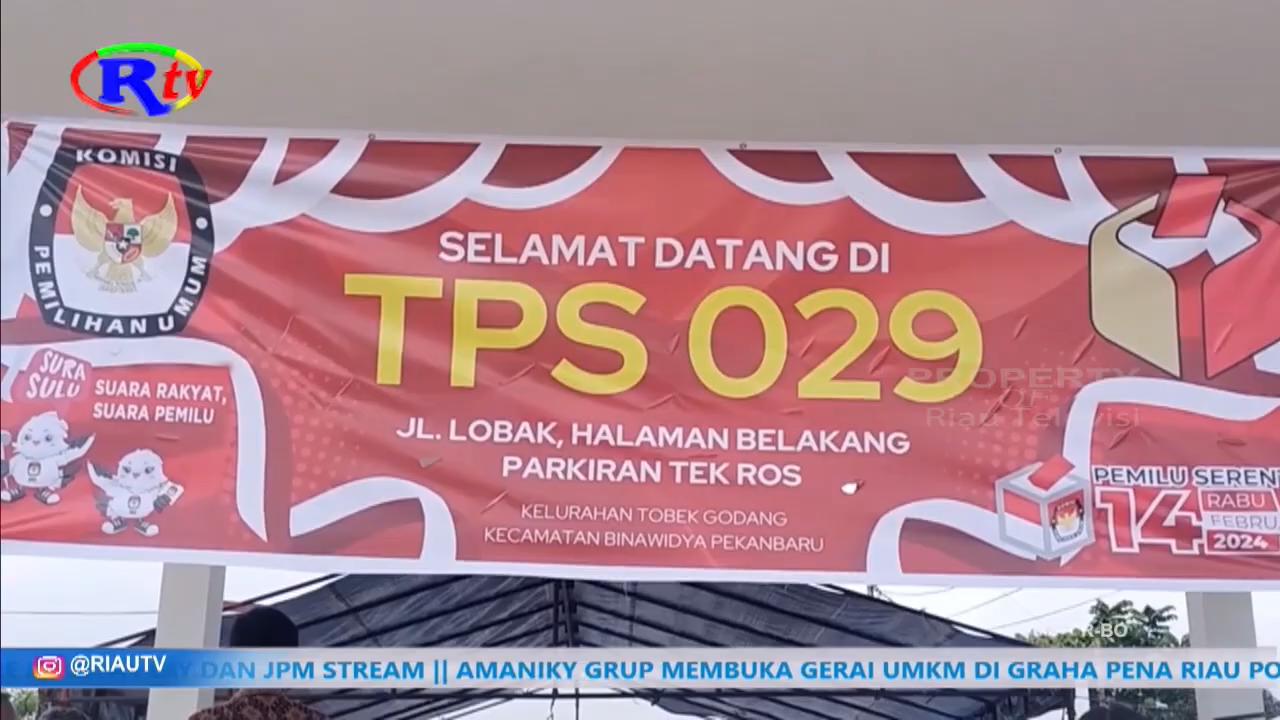 Rtv
KOMISI
PEMILIHAN UMUM
SELAMAT DATANG DI
TPS 029
JL. LOBAK, HALAMAN BELAKANG
PARKIRAN TEK ROS
KELURAHAN TOBEK GODANG
KECAMATAN BINAWIDYA PEKANBARU
SURA
SULU
SUARA RAKYAT,
SUARA PEMILU
PROPERTY
OF
Riau Televisi
PEMILU SERENT
14
RABU
FEBRUA
2024
@RIAUTV
DAN JPM STREAM || AMANIKY GRUP MEMBUKA GERAI UMKM DI GRAHA PENA RIAU PO